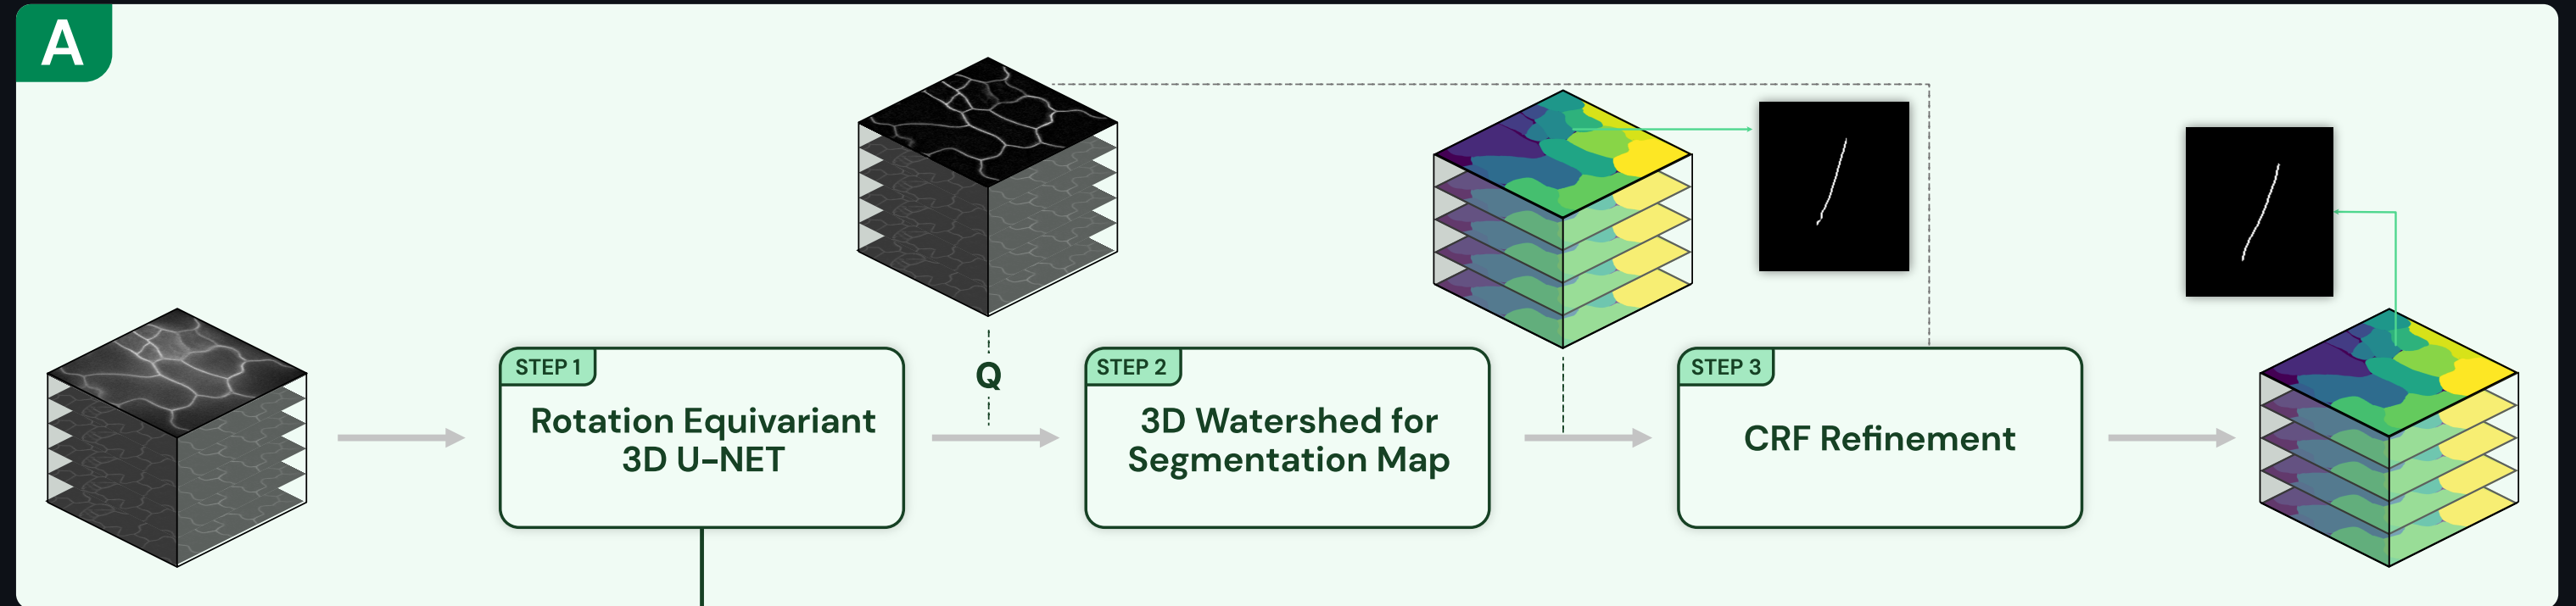 A
Q
STEP 1
Rotation Equivariant
3D U-NET
STEP 2
3D Watershed for
Segmentation Map
STEP 3
CRF Refinement